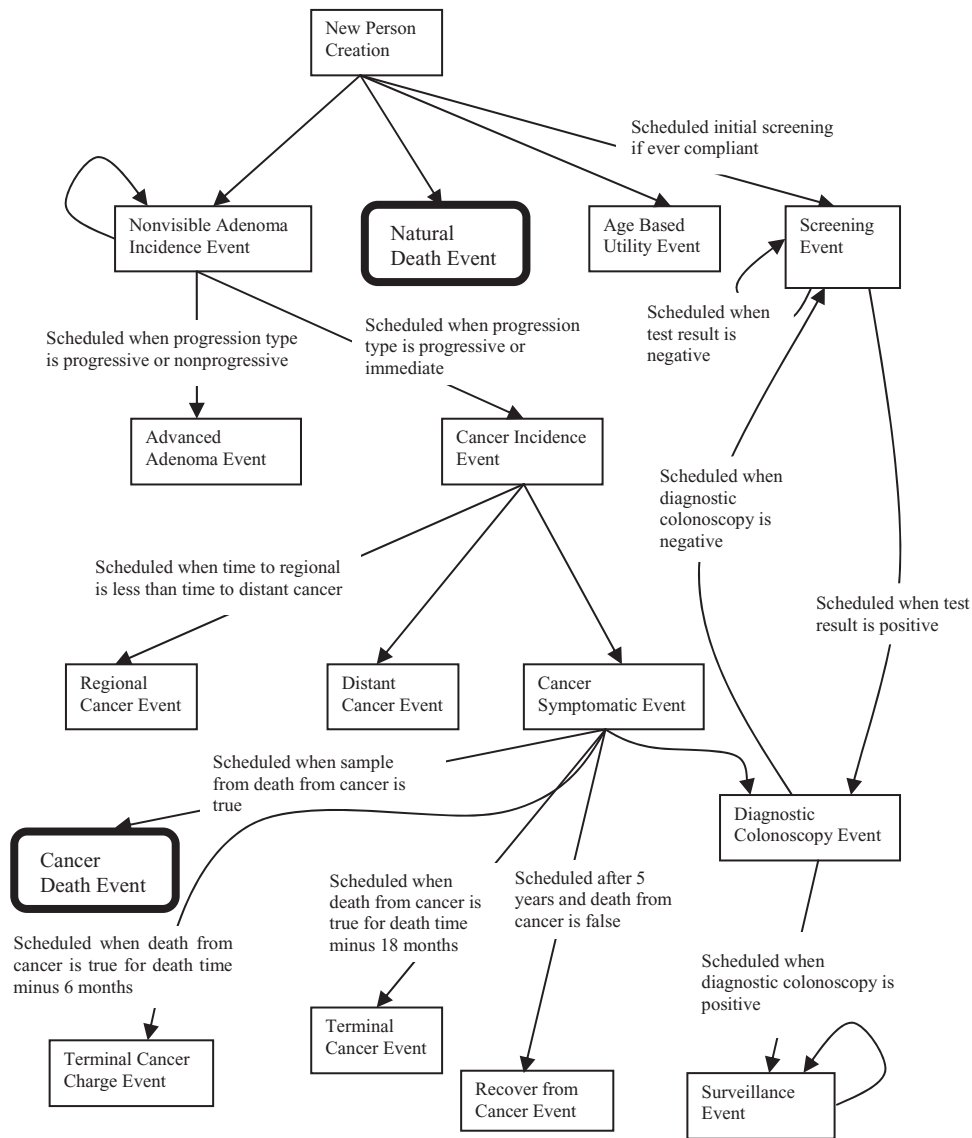 New Person
Creation
Scheduled initial screening
if ever compliant
Nonvisible Adenoma
Incidence Event
Natural
Death Event
Age Based
Utility Event
Screening
Event
Scheduled when progression type
is progressive or nonprogressive
Scheduled when progression
type is progressive or
immediate
Scheduled when
test result is
negative
Advanced
Adenoma Event
Cancer Incidence
Event
Scheduled when
diagnostic
colonoscopy is
negative
Scheduled when time to regional
is less than time to distant cancer
Scheduled when test
result is positive
Regional
Cancer Event
Distant
Cancer Event
Cancer
Symptomatic Event
Scheduled when sample
from death from cancer is
true
Diagnostic
Colonoscopy Event
Cancer
Death Event
Scheduled when
death from cancer is
true for death time
minus 18 months
Scheduled after 5
years and death from
cancer is false
Scheduled when death from
cancer is true for death time
minus 6 months
Scheduled when
diagnostic colonoscopy is
positive
Terminal Cancer
Charge Event
Terminal
Cancer Event
Recover from
Cancer Event
Surveillance
Event